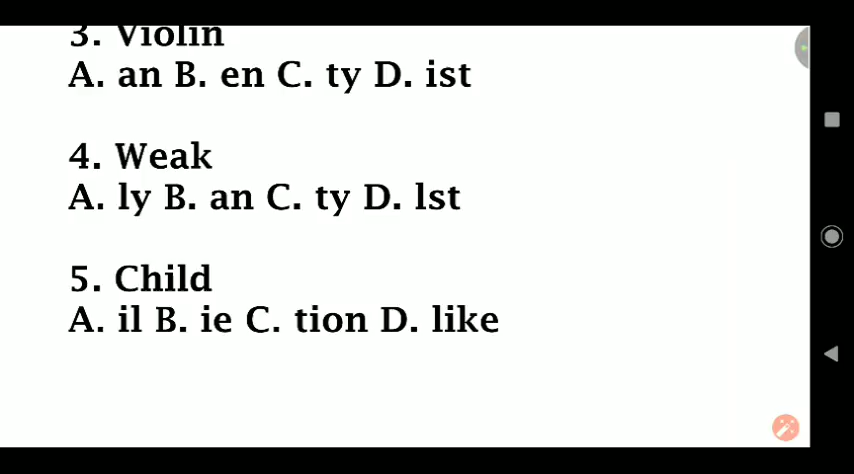 3. Violin
A. an B. en C. ty D. ist
4. Weak
A. ly B. an C. ty D. lst
5. Child
A. il B. ie C. tion D. like